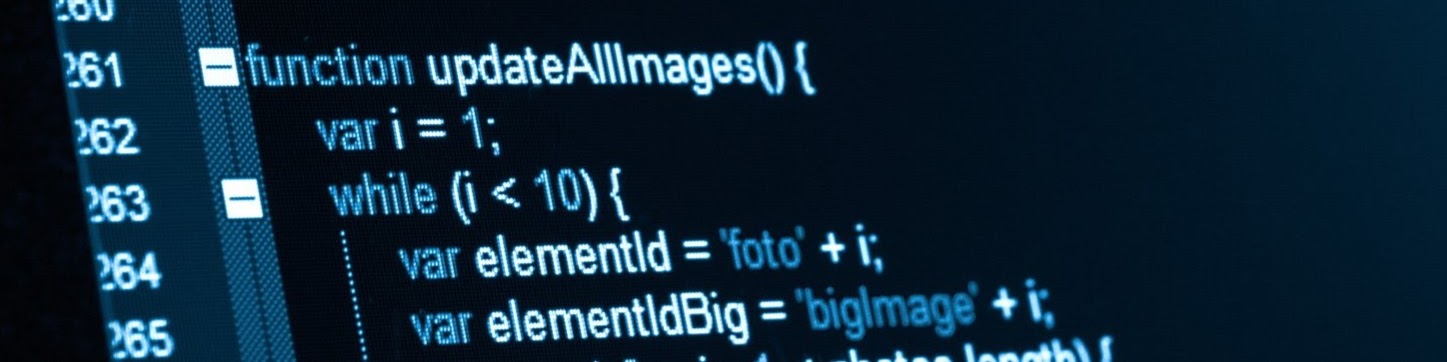 261 function updateAllImages() {
262 var i = 1;
263 while (i < 10) {
264 var elementId = 'foto' + i;
265 var elementIdBig = 'bigImage' + i;